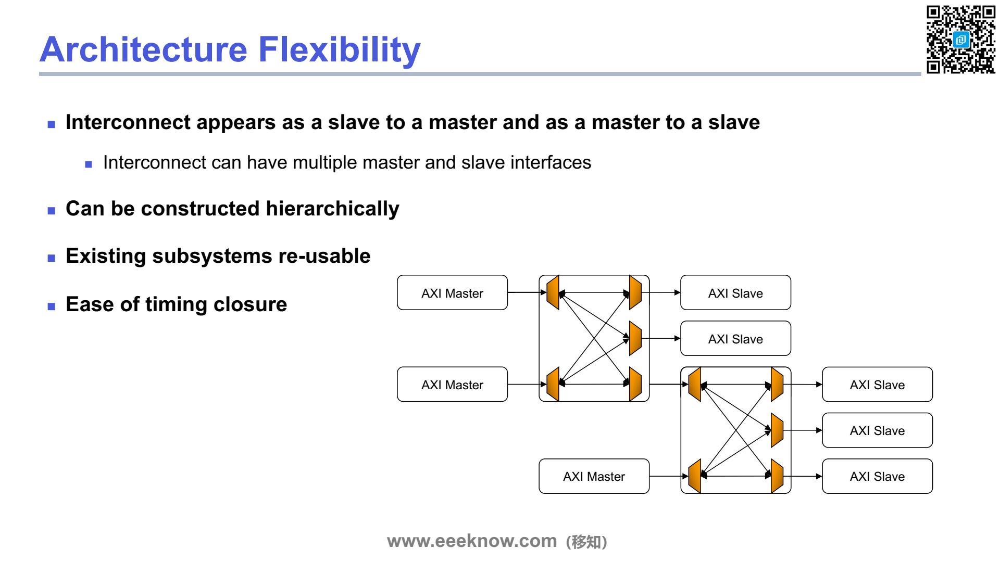 Architecture Flexibility
Interconnect appears as a slave to a master and as a master to a slave
Interconnect can have multiple master and slave interfaces
Can be constructed hierarchically
Existing subsystems re-usable
Ease of timing closure
AXI Master
AXI Slave
AXI Slave
AXI Master
AXI Slave
AXI Slave
AXI Master
AXI Slave
www.eeeknow.com (移知)